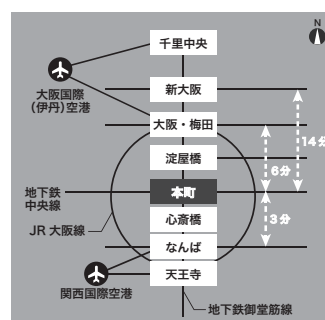 N
千里中央
新大阪
大阪国際
(伊丹)空港
大阪・梅田
14分
淀屋橋
6分
地下鉄
中央線
本町
3分
心斎橋
JR 大阪線
なんば
天王寺
関西国際空港
地下鉄御堂筋線